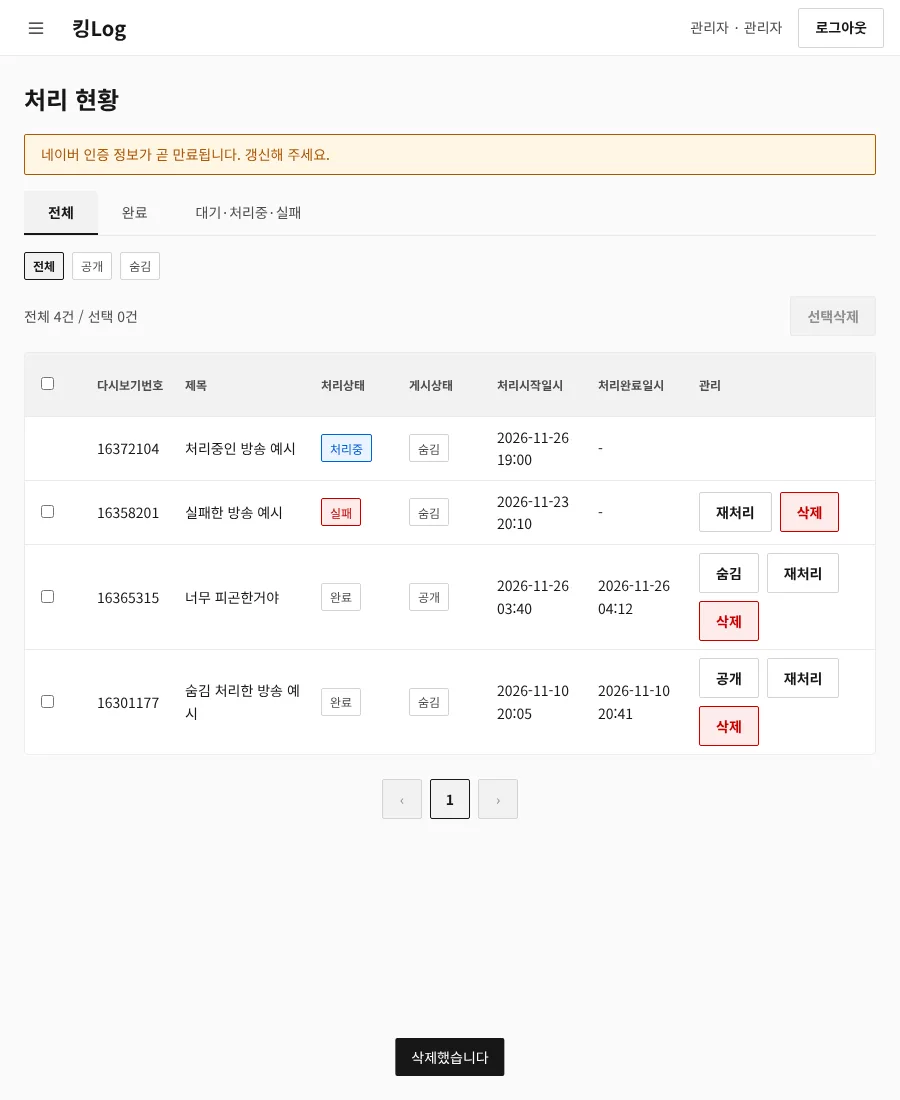 킹Log
관리자 · 관리자
로그아웃
처리 현황
네이버 인증 정보가 곧 만료됩니다. 갱신해 주세요.
전체 완료 대기·처리중·실패
전체 공개 숨김
전체 4건 / 선택 0건
선택삭제
다시보기번호 제목 처리상태 게시상태 처리시작일시 처리완료일시 관리
16372104 처리중인 방송 예시 처리중 숨김 2026-11-26 -
19:00
16358201 실패한 방송 예시 실패 숨김 2026-11-23 - 재처리 삭제
20:10
16365315 너무 피곤한거야 완료 공개 2026-11-26 2026-11-26 숨김 재처리
03:40 04:12 삭제
16301177 숨김 처리한 방송 예 완료 숨김 2026-11-10 2026-11-10 공개 재처리
시 20:05 20:41 삭제
‹ 1 ›
삭제했습니다